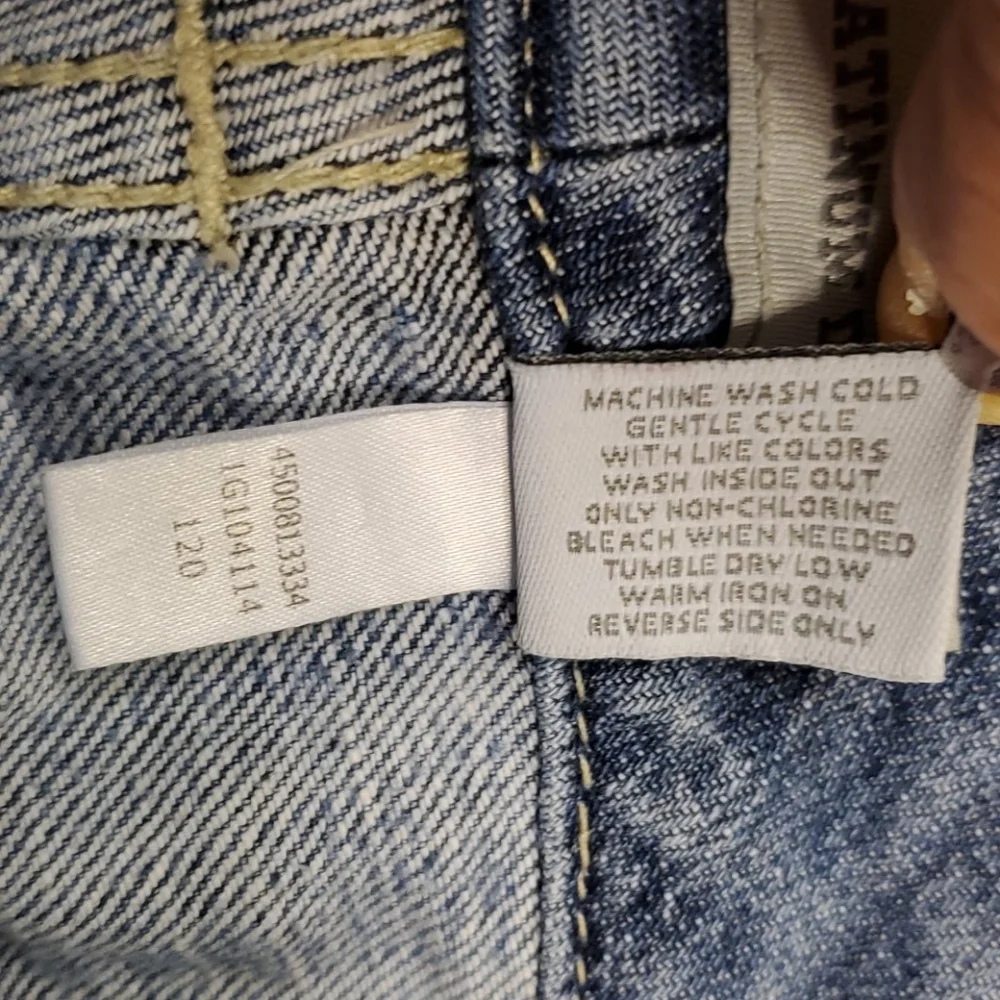 4500813334
1G104114
120
MACHINE WASH COLD
GENTLE CYCLE
WITH LIKE COLORS
WASH INSIDE OUT
ONLY NON-CHLORINE
BLEACH WHEN NEEDED
TUMBLE DRY LOW
WARM IRON ON
REVERSE SIDE ONLY